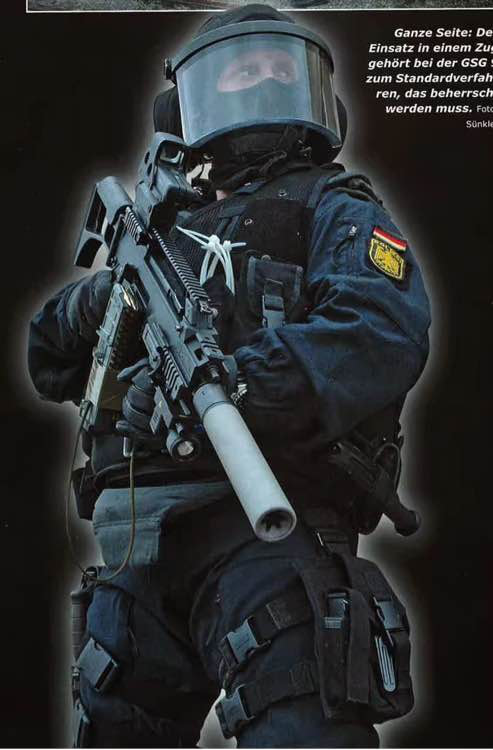 Ganze Seite: De
Einsatz in einem Zug
gehört bei der GSG 9
zum Standardverfah
ren, das beherrsch
werden muss. Foto
Sünkle